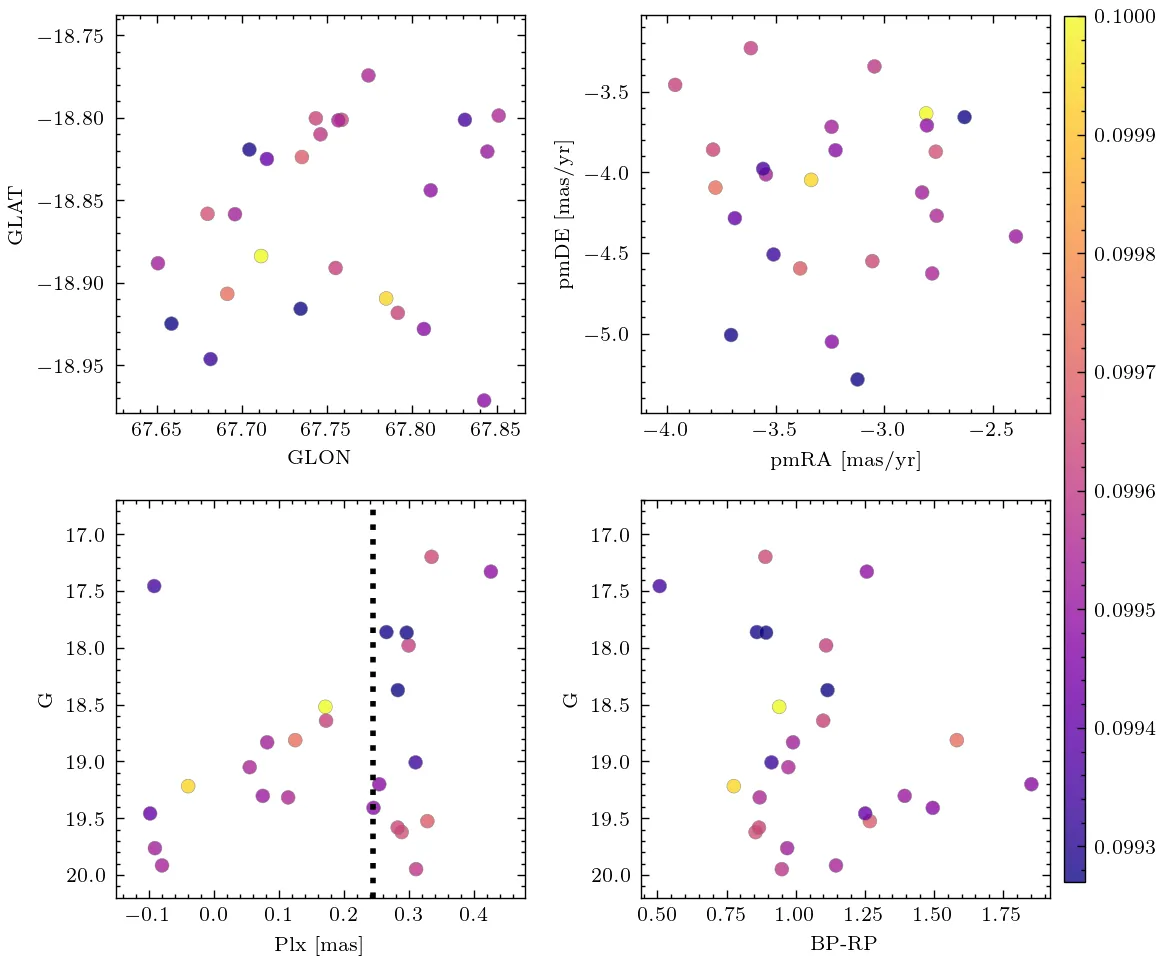 −18.75
−18.80
−18.85
−18.90
−18.95
GLAT
67.65 67.70 67.75 67.80 67.85
GLON
−3.5
−4.0
−4.5
−5.0
pmDE [mas/yr]
−4.0 −3.5 −3.0 −2.5
pmRA [mas/yr]
17.0
17.5
18.0
18.5
19.0
19.5
20.0
G
−0.1 0.0 0.1 0.2 0.3 0.4
Plx [mas]
17.0
17.5
18.0
18.5
19.0
19.5
20.0
G
0.50 0.75 1.00 1.25 1.50 1.75
BP-RP
0.1000
0.0999
0.0998
0.0997
0.0996
0.0995
0.0994
0.0993